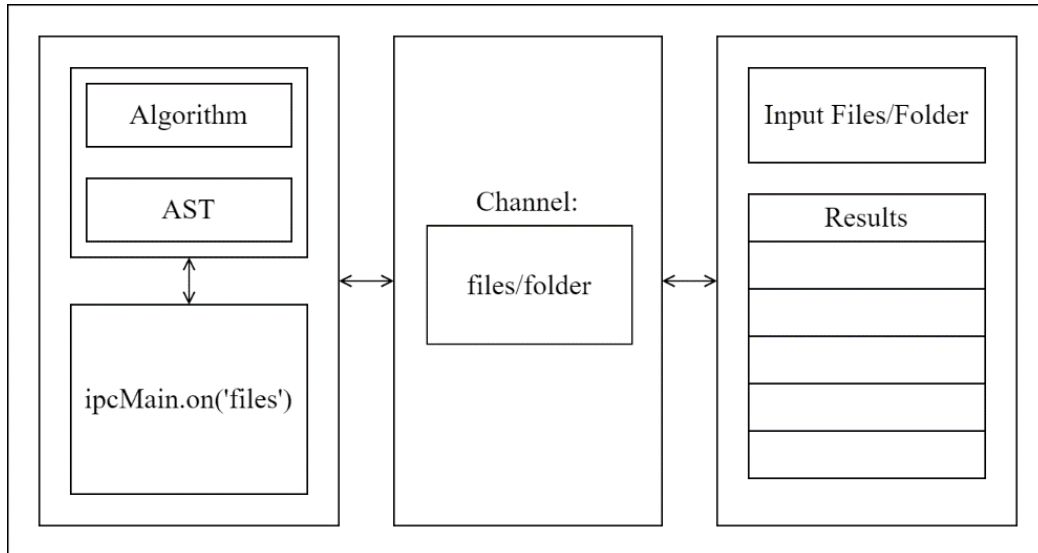 Algorithm
AST
ipcMain.on('files')
Channel:
files/folder
Input Files/Folder
Results